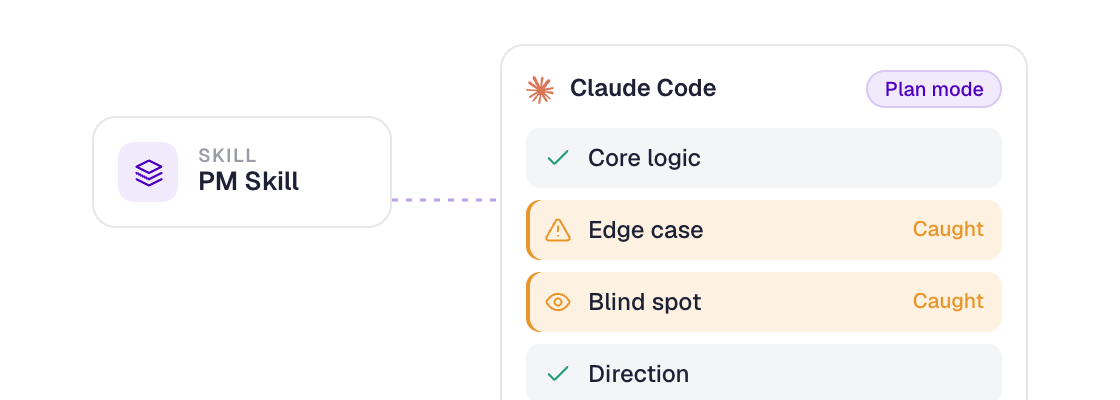 SKILL
PM Skill
Claude Code
Plan mode
Core logic
Edge case
Caught
Blind spot
Caught
Direction